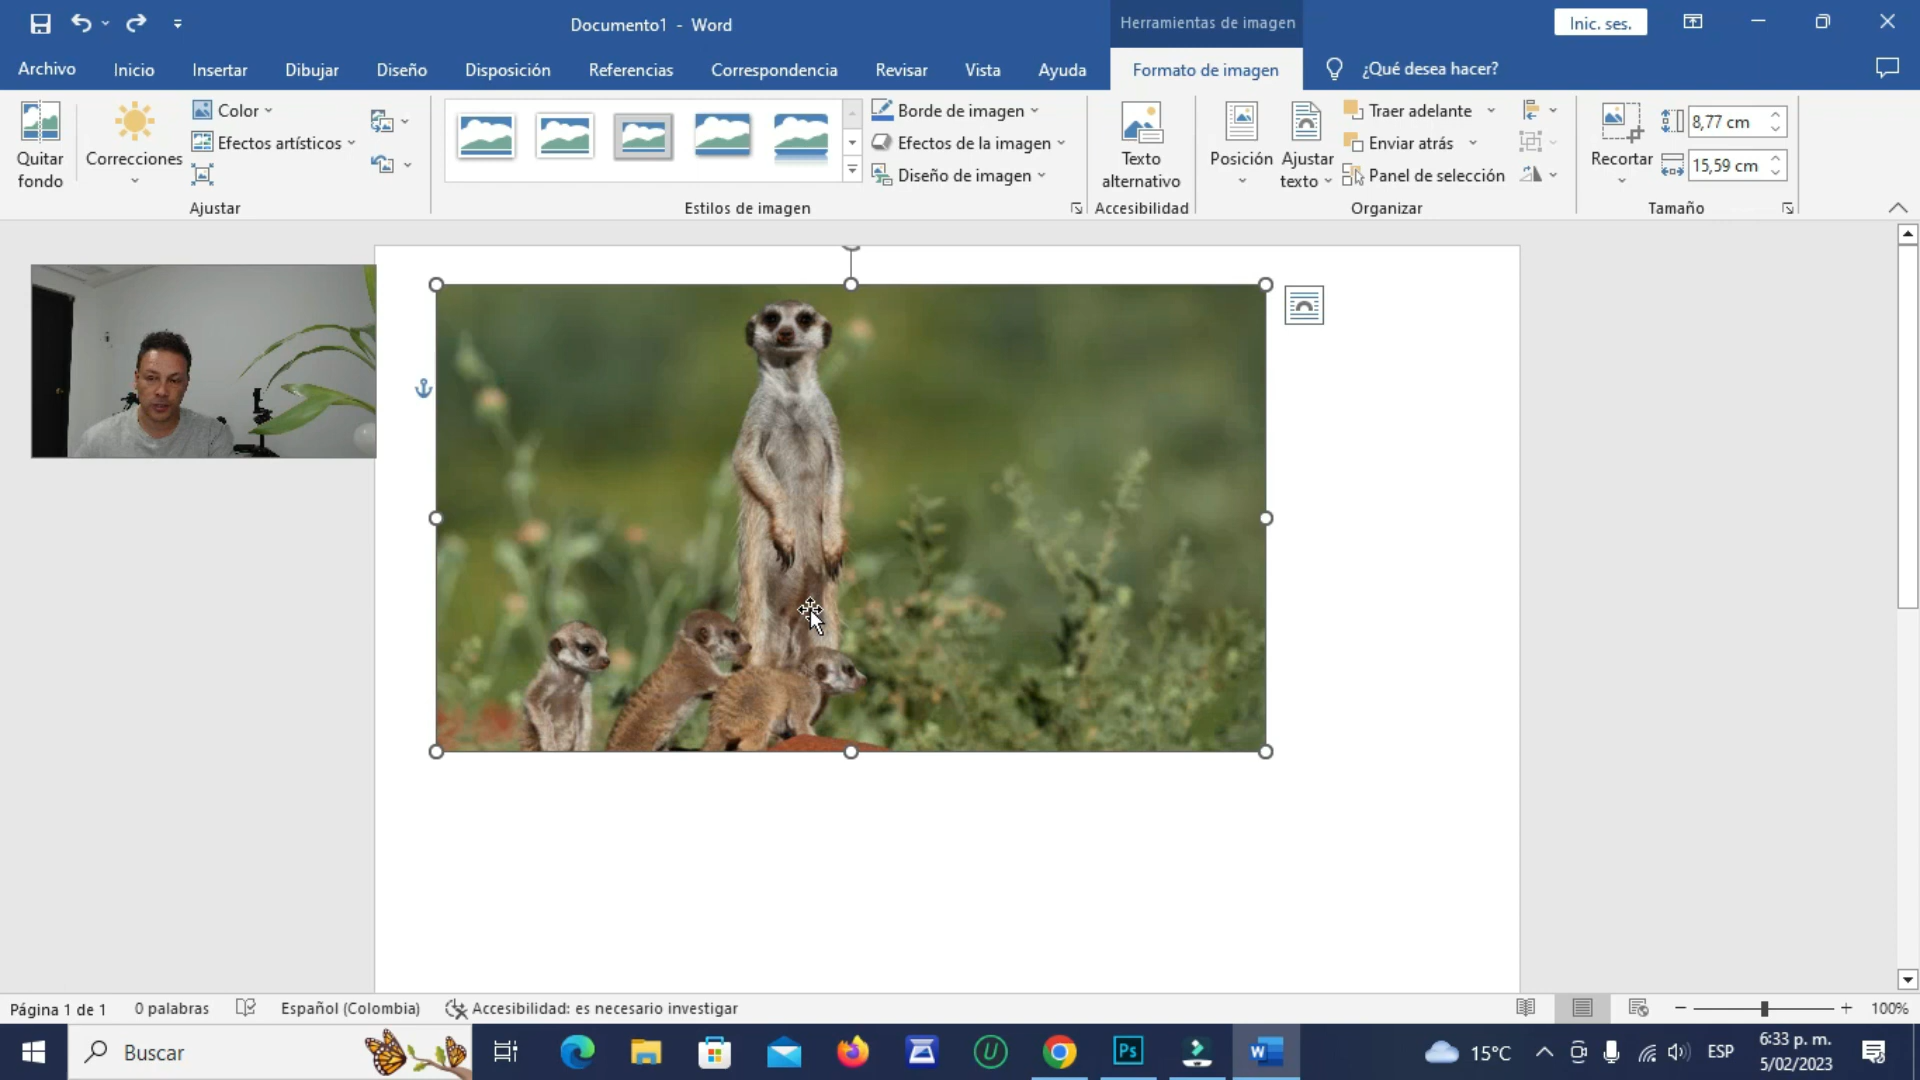 Documento1 - Word
Herramientas de imagen
Inic. ses.
Archivo Inicio Insertar Dibujar Diseño Disposición Referencias Correspondencia Revisar Vista Ayuda Formato de imagen ¿Qué desea hacer?
Quitar fondo
Correcciones
Color
Efectos artísticos
Ajustar
Borde de imagen
Efectos de la imagen
Diseño de imagen
Estilos de imagen
Texto alternativo
Accesibilidad
Posición
Ajustar texto
Traer adelante
Enviar atrás
Panel de selección
Organizar
Recortar
8,77 cm
15,59 cm
Tamaño
Página 1 de 1 0 palabras Español (Colombia) Accesibilidad: es necesario investigar 100%
Buscar
Ps
15°C
ESP
6:33 p. m.
5/02/2023